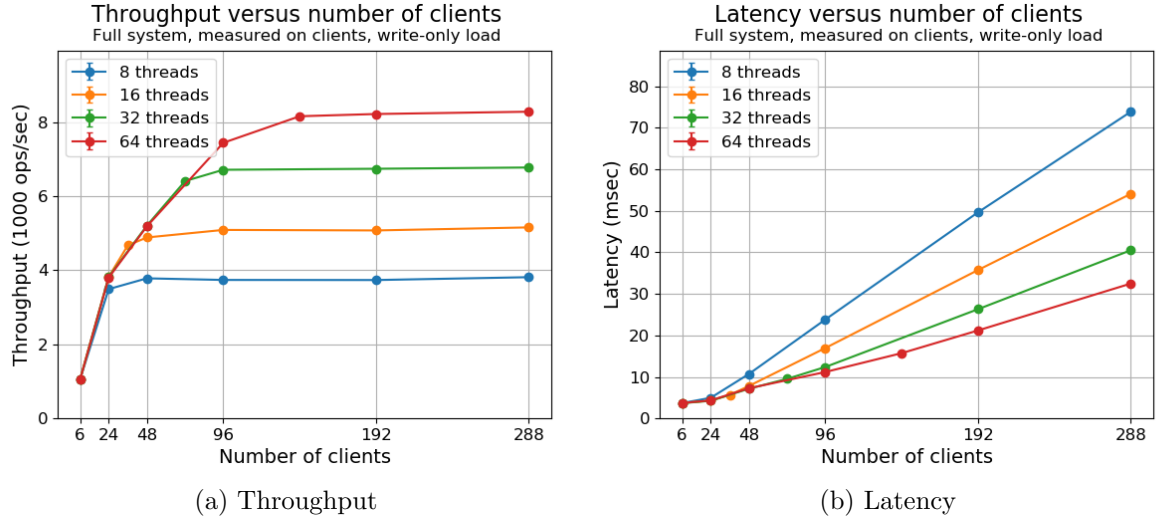 Throughput versus number of clients
Full system, measured on clients, write-only load
8 threads
16 threads
32 threads
64 threads
Throughput (1000 ops/sec)
8
6
4
2
0
6 24 48 96 192 288
Number of clients
(a) Throughput
Latency versus number of clients
Full system, measured on clients, write-only load
8 threads
16 threads
32 threads
64 threads
Latency (msec)
80
70
60
50
40
30
20
10
0
6 24 48 96 192 288
Number of clients
(b) Latency